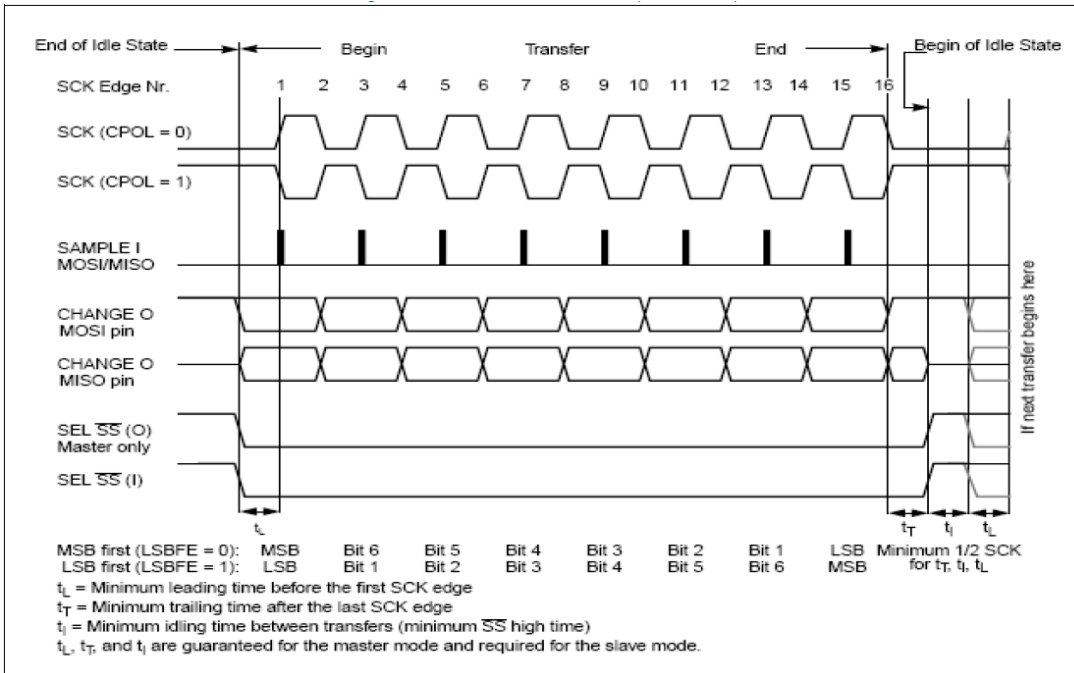 End of Idle State Begin Transfer End Begin of Idle State
SCK Edge Nr. 1 2 3 4 5 6 7 8 9 10 11 12 13 14 15 16
SCK (CPOL = 0)
SCK (CPOL = 1)
SAMPLE I
MOSI/MISO
CHANGE O
MOSI pin
CHANGE O
MISO pin
SEL SS (O)
Master only
SEL SS (I)
If next transfer begins here
tL tT tI tL
MSB first (LSBFE = 0): MSB Bit 6 Bit 5 Bit 4 Bit 3 Bit 2 Bit 1 LSB Minimum 1/2 SCK
LSB first (LSBFE = 1): LSB Bit 1 Bit 2 Bit 3 Bit 4 Bit 5 Bit 6 MSB for tT, tI, tL
tL = Minimum leading time before the first SCK edge
tT = Minimum trailing time after the last SCK edge
tI = Minimum idling time between transfers (minimum SS high time)
tL, tT, and tI are guaranteed for the master mode and required for the slave mode.